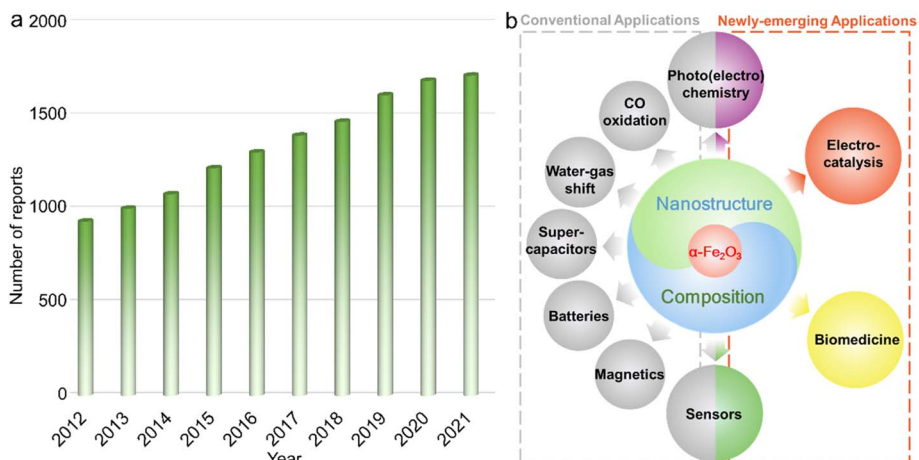 a
2000
1500
1000
500
0
Number of reports
2012
2013
2014
2015
2016
2017
2018
2019
2020
2021
Year
b
Conventional Applications
Newly-emerging Applications
Photo(electro)
chemistry
CO
oxidation
Water-gas
shift
Super-
capacitors
Batteries
Magnetics
Sensors
Electro-
catalysis
Biomedicine
Nanostructure
α-Fe₂O₃
Composition